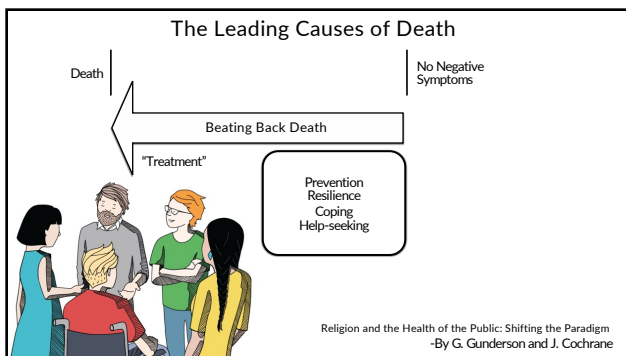 The Leading Causes of Death
Death
No Negative
Symptoms
Beating Back Death
“Treatment”
Prevention
Resilience
Coping
Help-seeking
Religion and the Health of the Public: Shifting the Paradigm
-By G. Gunderson and J. Cochrane